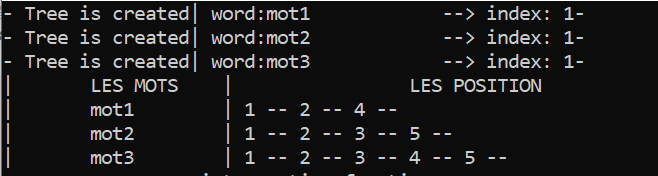 - Tree is created| word:mot1 --> index: 1-
- Tree is created| word:mot2 --> index: 1-
- Tree is created| word:mot3 --> index: 1-
| LES MOTS | LES POSITION
| mot1 | 1 -- 2 -- 4 --
| mot2 | 1 -- 2 -- 3 -- 5 --
| mot3 | 1 -- 2 -- 3 -- 4 -- 5 --